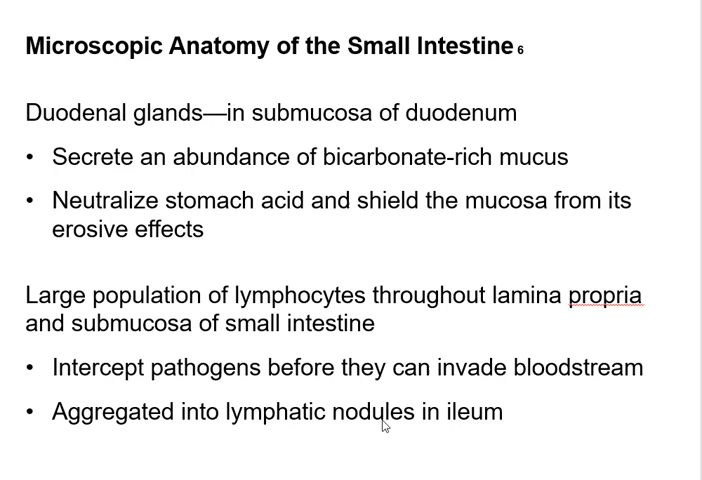 Microscopic Anatomy of the Small Intestine 6
Duodenal glands—in submucosa of duodenum
• Secrete an abundance of bicarbonate-rich mucus
• Neutralize stomach acid and shield the mucosa from its
erosive effects
Large population of lymphocytes throughout lamina propria
and submucosa of small intestine
• Intercept pathogens before they can invade bloodstream
• Aggregated into lymphatic nodules in ileum